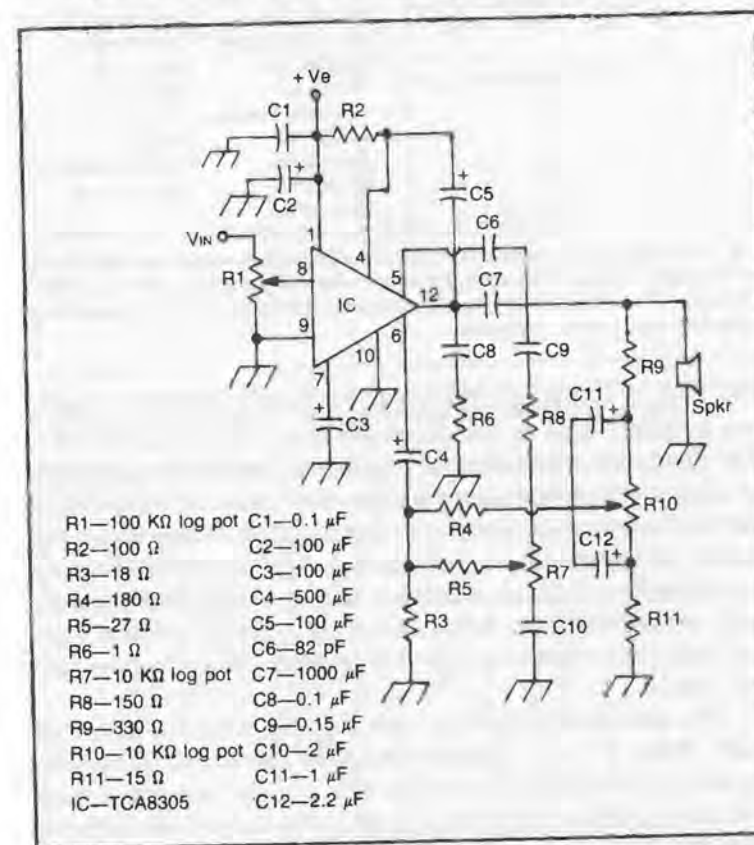 + Vθ
C1
R2
C2
C5
C6
VIN
1
4
5
R1
8
IC
12
C7
9
6
10
C8
C9
R9
7
C11
Spkr
C3
R6
R8
C4
R10
R4
C12
R5
R7
R3
C10
R11
R1—100 KΩ log pot C1—0.1 μF
R2—100 Ω C2—100 μF
R3—18 Ω C3—100 μF
R4—180 Ω C4—500 μF
R5—27 Ω C5—100 μF
R6—1 Ω C6—82 pF
R7—10 KΩ log pot C7—1000 μF
R8—150 Ω C8—0.1 μF
R9—330 Ω C9—0.15 μF
R10—10 KΩ log pot C10—2 μF
R11—15 Ω C11—1 μF
IC—TCA8305 C12—2.2 μF